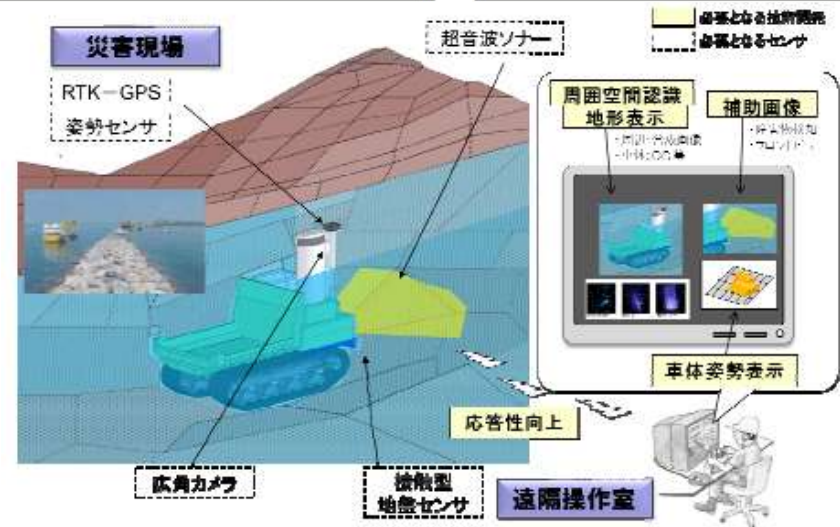 災害現場
RTK－GPS
姿勢センサ
超音波ソナー
必要となる技術開発
必要となるセンサ
周囲空間認識
地形表示
補助画像
車体姿勢表示
応答性向上
広角カメラ
接触型
地盤センサ
遠隔操作室